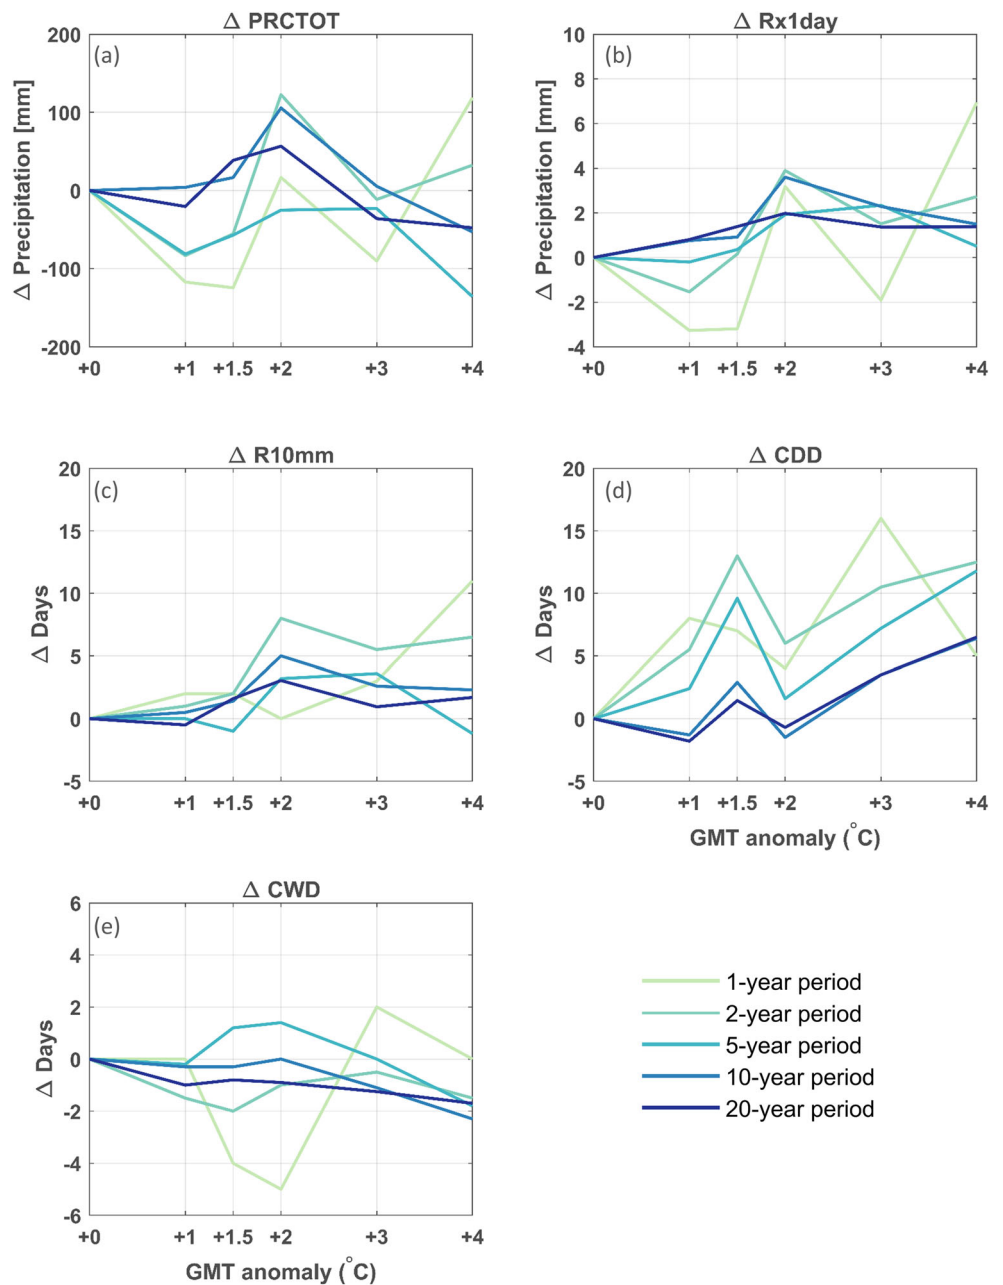 Δ PRCTOT
(a)
Δ Precipitation [mm]
200
100
0
-100
-200
+0 +1 +1.5 +2 +3 +4
Δ Rx1day
(b)
Δ Precipitation [mm]
10
8
6
4
2
0
-2
-4
+0 +1 +1.5 +2 +3 +4
Δ R10mm
(c)
Δ Days
20
15
10
5
0
-5
+0 +1 +1.5 +2 +3 +4
Δ CDD
(d)
Δ Days
20
15
10
5
0
-5
+0 +1 +1.5 +2 +3 +4
GMT anomaly (°C)
Δ CWD
(e)
Δ Days
6
4
2
0
-2
-4
-6
+0 +1 +1.5 +2 +3 +4
GMT anomaly (°C)
1-year period
2-year period
5-year period
10-year period
20-year period